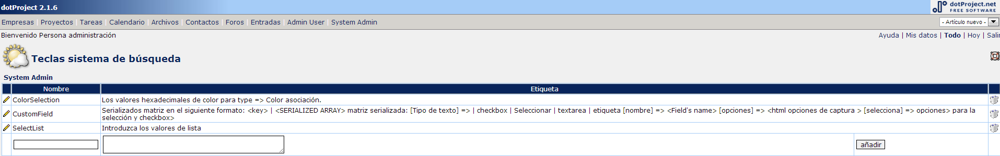 dotProject 2.1.6
dotProject.net
FREE SOFTWARE
Empresas | Proyectos | Tareas | Calendario | Archivos | Contactos | Foros | Entradas | Admin User | System Admin
- Artículo nuevo -
Bienvenido Persona administración
Ayuda | Mis datos | Todo | Hoy | Salir
Teclas sistema de búsqueda
System Admin
Nombre Etiqueta
ColorSelection Los valores hexadecimales de color para type => Color asociación.
CustomField Serializados matriz en el siguiente formato: <key> | <SERIALIZED ARRAY> matriz serializada: [Tipo de texto] => | checkbox | Seleccionar | textarea | etiqueta [nombre] => <Field's name> [opciones] => <html opciones de captura > [selecciona] => opciones> para la
selección y checkbox>
SelectList Introduzca los valores de lista
añadir